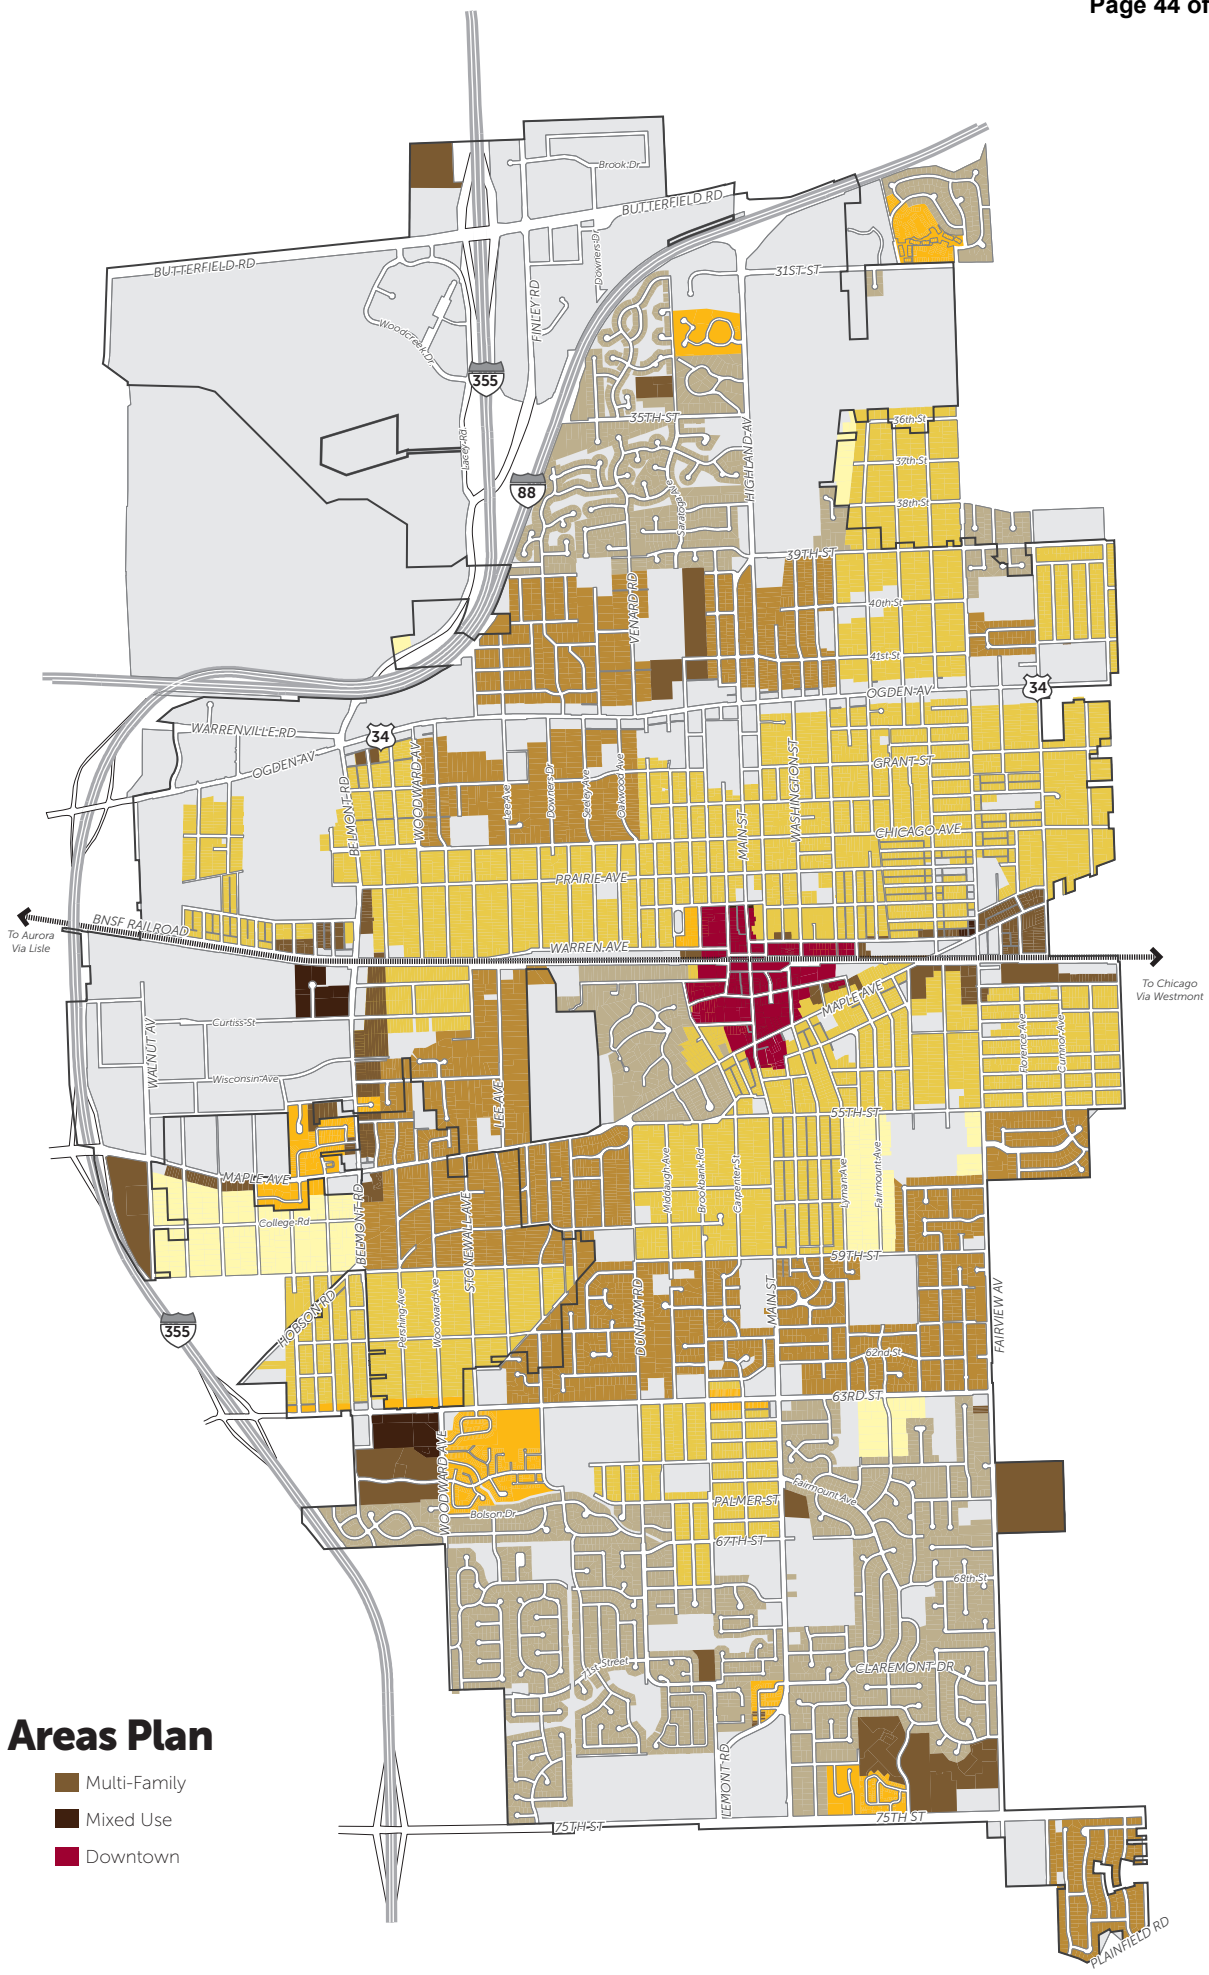 Page 44 of
Brook Dr
BUTTERFIELD RD
BUTTERFIELD RD
Downers Dr
31ST ST
FINLEY RD
Woodcreek Dr
355
35TH ST
36th St
HIGHLAND AV
Lacey Rd
37th St
88
Saratoga Ave
38th St
39TH ST
VENARD RD
40th St
41st St
OGDEN AV
34
WARRENVILLE RD
34
OGDEN AV
WOODWARD AV
GRANT ST
WASHINGTON ST
Lee Ave
Downers Dr
Seeley Ave
Oakwood Ave
BELMONT RD
MAIN ST
CHICAGO AVE
PRAIRIE AVE
BNSF RAILROAD
To Aurora
Via Lisle
WARREN AVE
To Chicago
Via Westmont
MAPLE AVE
Curtiss St
WALNUT AV
Florence Ave
Cumnor Ave
Wisconsin Ave
LEE AVE
55TH ST
MAPLE AVE
Middaugh Ave
Brookbank Rd
Carpenter St
Lyman Ave
Fairmount Ave
College Rd
BELMONT RD
STONEWALL AVE
59TH ST
HOBSON RD
Pershing Ave
Woodward Ave
DUNHAM RD
MAIN ST
FAIRVIEW AV
355
62nd St
63RD ST
WOODWARD AVE
Fairmount Ave
PALMER ST
Bolson Dr
67TH ST
68th St
71st Street
CLAREMONT DR
Areas Plan
Multi-Family
Mixed Use
Downtown
LEMONT RD
75TH ST
75TH ST
PLAINFIELD RD